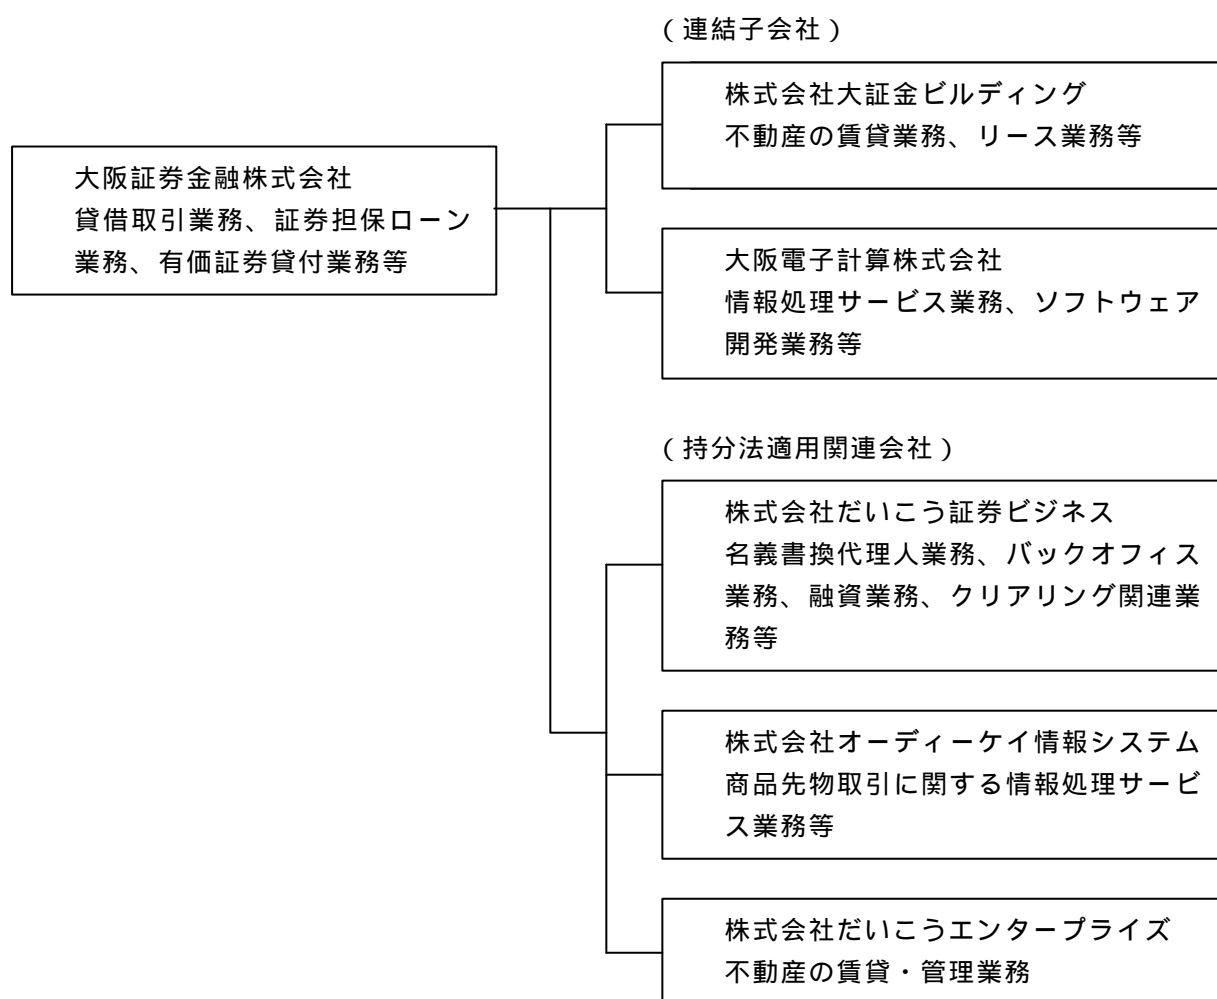 大阪証券金融株式会社
貸借取引業務、証券担保ローン
業務、有価証券貸付業務等
(連結子会社)
株式会社大証金ビルディング
不動産の賃貸業務、リース業務等
大阪電子計算株式会社
情報処理サービス業務、ソフトウェア
開発業務等
(持分法適用関連会社)
株式会社だいこう証券ビジネス
名義書換代理人業務、バックオフィス
業務、融資業務、クリアリング関連業
務等
株式会社オーディーケイ情報システム
商品先物取引に関する情報処理サービ
ス業務等
株式会社だいこうエンタープライズ
不動産の賃貸・管理業務